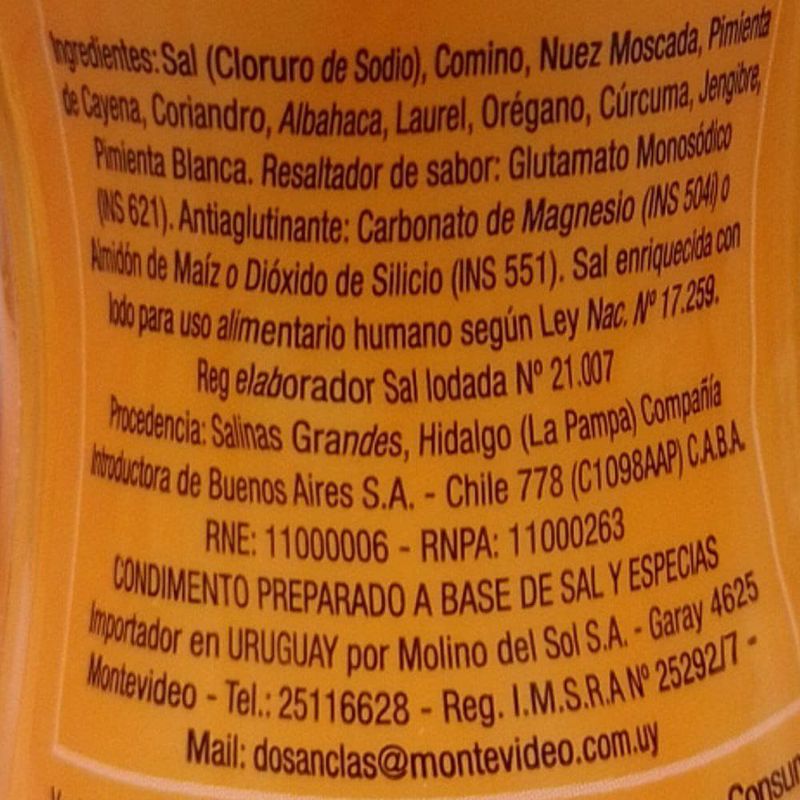 Ingredientes: Sal (Cloruro de Sodio), Comino, Nuez Moscada, Pimienta
de Cayena, Coriandro, Albahaca, Laurel, Orégano, Cúrcuma, Jengibre,
Pimienta Blanca. Resaltador de sabor: Glutamato Monosódico
(INS 621). Antiaglutinante: Carbonato de Magnesio (INS 504i) o
Almidón de Maíz o Dióxido de Silicio (INS 551). Sal enriquecida con
Iodo para uso alimentario humano según Ley Nac. Nº 17.259.
Reg elaborador Sal Iodada Nº 21.007
Procedencia: Salinas Grandes, Hidalgo (La Pampa) Compañía
Introductora de Buenos Aires S.A. - Chile 778 (C1098AAP) C.A.B.A.
RNE: 11000006 - RNPA: 11000263
CONDIMENTO PREPARADO A BASE DE SAL Y ESPECIAS
Importador en URUGUAY por Molino del Sol S.A. - Garay 4625
Montevideo - Tel.: 25116628 - Reg. I.M.S.R.A Nº 25292/7 -
Mail: dosanclas@montevideo.com.uy